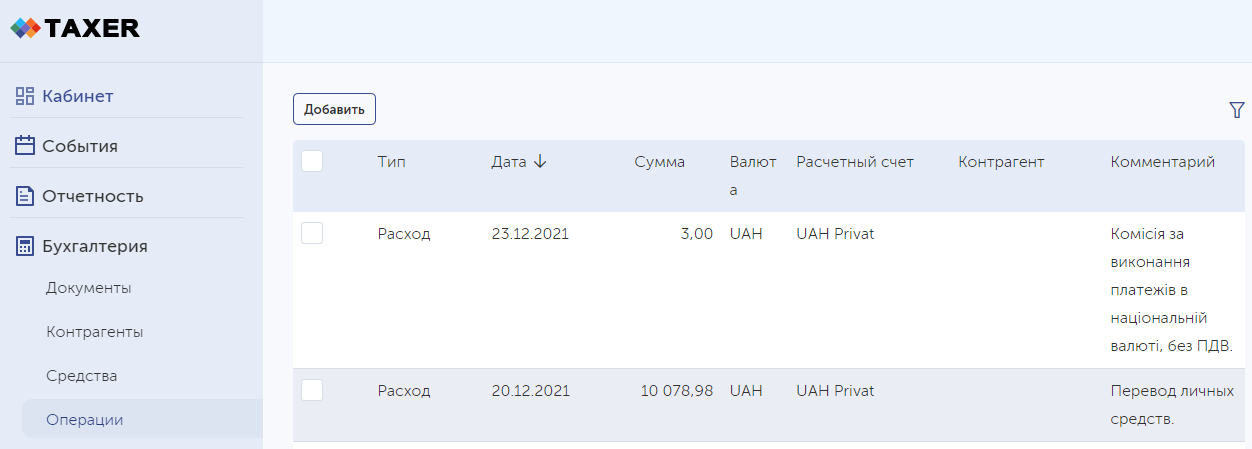 TAXER
Кабинет
События
Отчетность
Бухгалтерия
Документы
Контрагенты
Средства
Операции
Добавить
Тип Дата Сумма Валют Расчетный счет Контрагент Комментарий
а
Расход 23.12.2021 3,00 UAH UAH Privat Комісія за
виконання
платежів в
національній
валюті, без ПДВ.
Расход 20.12.2021 10 078,98 UAH UAH Privat Перевод личных
средств.